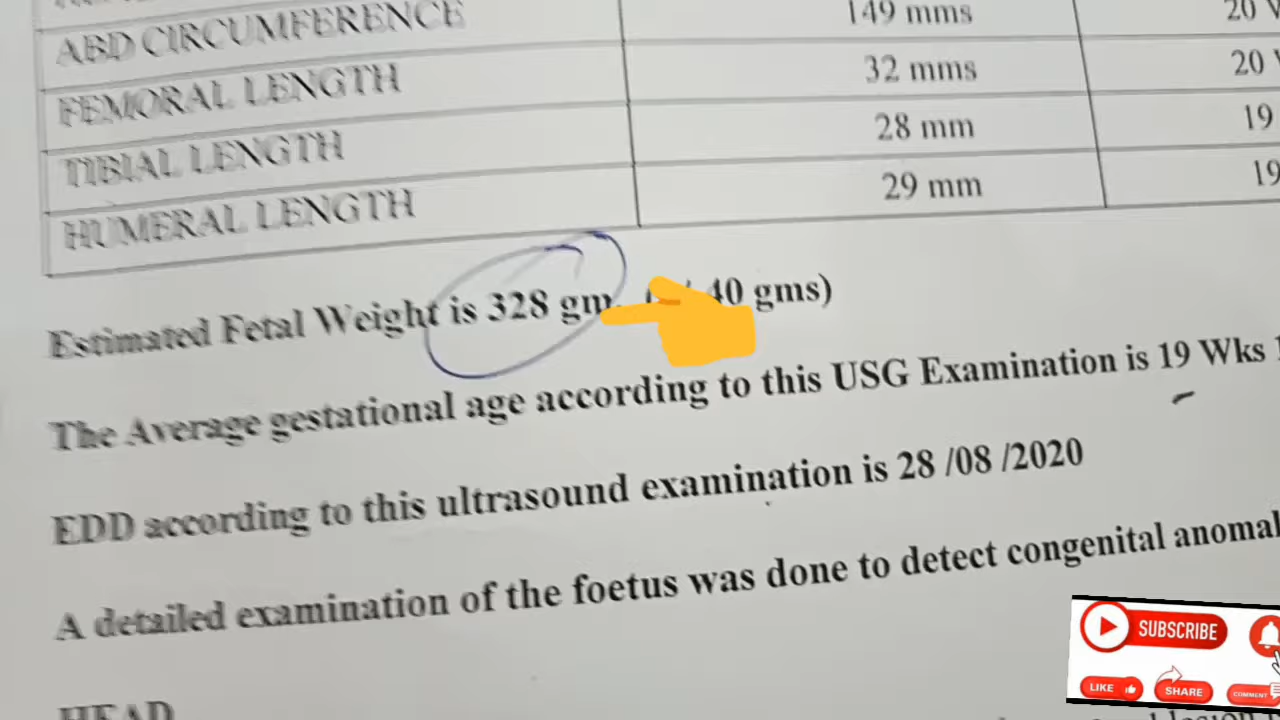 ABD CIRCUMFERENCE 149 mms 20
FEMORAL LENGTH 32 mms 20
TIBIAL LENGTH 28 mm 19
HUMERAL LENGTH 29 mm 19
Estimated Fetal Weight is 328 gm 40 gms)
The Average gestational age according to this USG Examination is 19 Wks
EDD according to this ultrasound examination is 28 /08 /2020
A detailed examination of the foetus was done to detect congenital anomal
HEAD
SUBSCRIBE
LIKE SHARE COMMENT